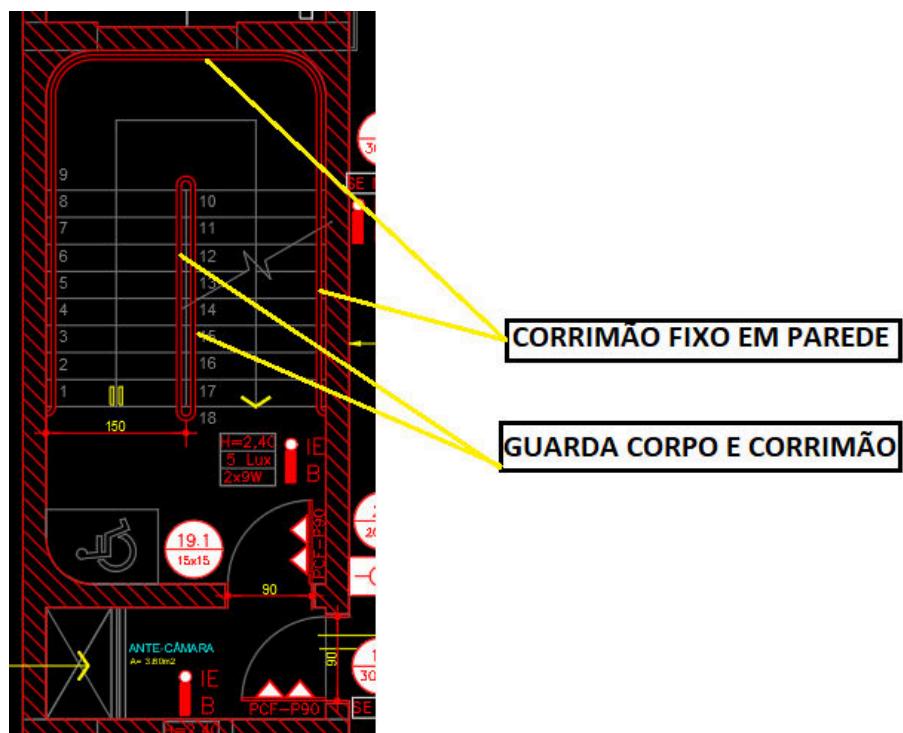 9
8
7
6
5
4
3
2
1
10
11
12
13
14
15
16
17
18
150
H=2,40
5 Lux
2x9W
IE
B
19.1
15x15
PCF-P90
90
90
ANTE-CÂMARA
A= 3.60m2
IE
B
PCF-P90
SE
CORRIMÃO FIXO EM PAREDE
GUARDA CORPO E CORRIMÃO